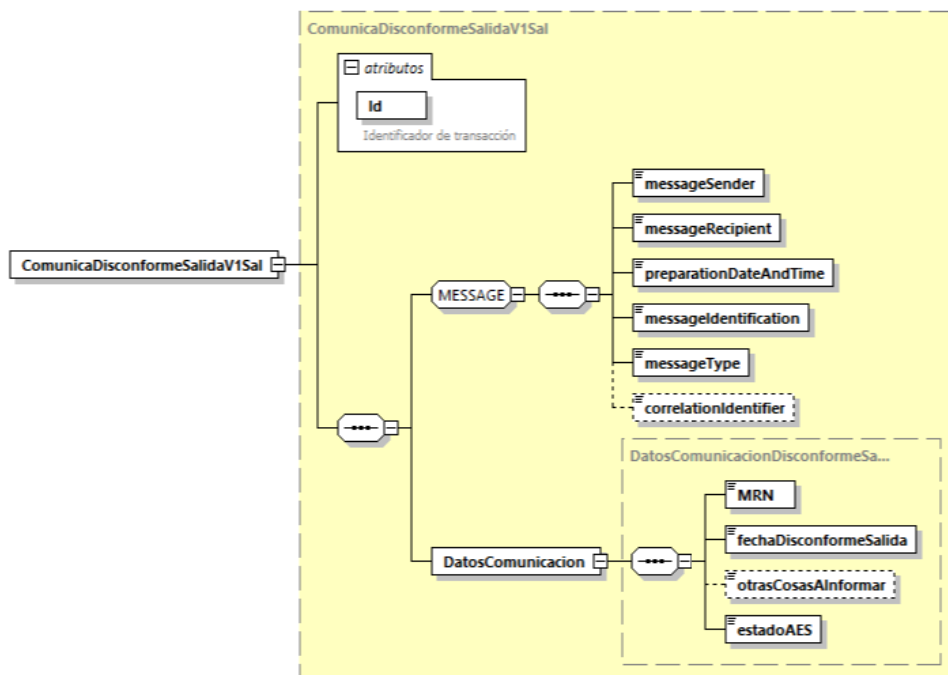 ComunicaDisconformeSalidaV1Sal
atributos
Id
Identificador de transacción
messageSender
messageRecipient
ComunicaDisconformeSalidaV1Sal
preparationDateAndTime
MESSAGE
messageIdentification
messageType
correlationIdentifier
DatosComunicacionDisconformeSa...
MRN
fechaDisconformeSalida
DatosComunicacion
otrasCosasAInformar
estadoAES